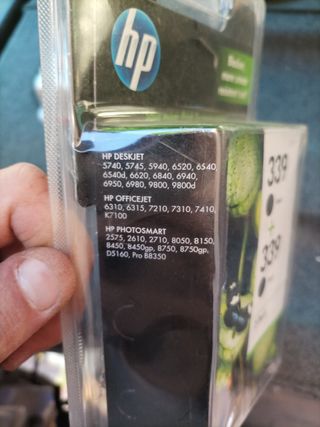 hp
HP DESKJET
5740, 5745, 5940, 6520, 6540
6540d, 6620, 6840, 6940,
6950, 6980, 9800, 9800d
HP OFFICEJET
6310, 6315, 7210, 7310, 7410,
K7100
HP PHOTOSMART
2575, 2610, 2710, 8050, 8150,
8450, 8450gp, 8750, 8750gp,
D5160, Pro B8350
339
+
339